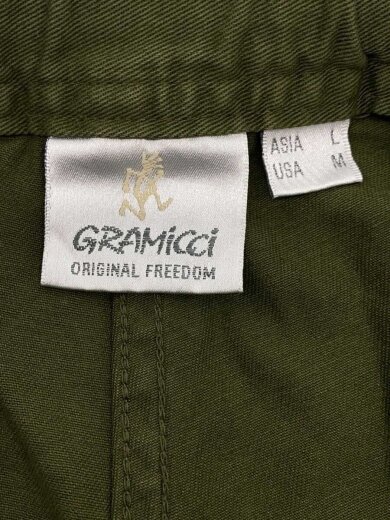 GRAMiCCi
ORIGINAL FREEDOM
ASIA L
USA M